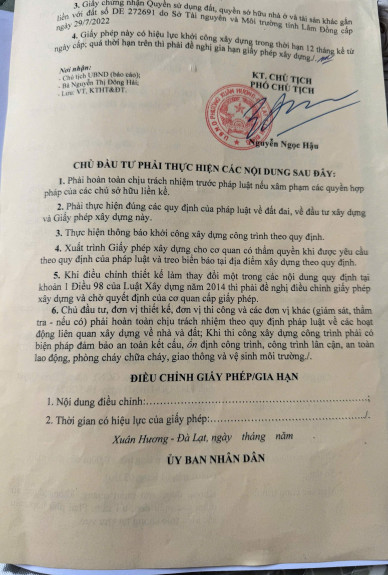 3. Giấy chứng nhận Quyền sử dụng đất, quyền sở hữu nhà ở và tài sản khác gắn
liền với đất số DE 272691 do Sở Tài nguyên và Môi trường tỉnh Lâm Đồng cấp
ngày 29/7/2022
4. Giấy phép này có hiệu lực khởi công xây dựng trong thời hạn 12 tháng kể từ
ngày cấp; quá thời hạn trên thì phải đề nghị gia hạn giấy phép xây dựng./.
Nơi nhận:
- Chủ tịch UBND (báo cáo);
- Bà Nguyễn Thị Đông Hải;
- Lưu: VT, KTHT&ĐT.
KT. CHỦ TỊCH
PHÓ CHỦ TỊCH
Nguyễn Ngọc Hậu
CHỦ ĐẦU TƯ PHẢI THỰC HIỆN CÁC NỘI DUNG SAU ĐÂY:
1. Phải hoàn toàn chịu trách nhiệm trước pháp luật nếu xâm phạm các quyền hợp
pháp của các chủ sở hữu liền kề.
2. Phải thực hiện đúng các quy định của pháp luật về đất đai, về đầu tư xây dựng
và Giấy phép xây dựng này.
3. Thực hiện thông báo khởi công xây dựng công trình theo quy định.
4. Xuất trình Giấy phép xây dựng cho cơ quan có thẩm quyền khi được yêu cầu
theo quy định của pháp luật và treo biển báo tại địa điểm xây dựng theo quy định.
5. Khi điều chỉnh thiết kế làm thay đổi một trong các nội dung quy định tại
khoản 1 Điều 98 của Luật Xây dựng năm 2014 thì phải đề nghị điều chỉnh giấy phép
xây dựng và chờ quyết định của cơ quan cấp giấy phép.
6. Chủ đầu tư, đơn vị thiết kế, đơn vị thi công và các đơn vị khác (giám sát, thẩm
tra - nếu có) phải hoàn toàn chịu trách nhiệm theo quy định pháp luật về các hoạt
động liên quan xây dựng về nhà và đất; Khi thi công xây dựng công trình phải có
biện pháp đảm bảo an toàn kết cấu, ổn định công trình, công trình lân cận, an toàn
lao động, phòng cháy chữa cháy, giao thông và vệ sinh môi trường./.
ĐIỀU CHỈNH GIẤY PHÉP/GIA HẠN
1. Nội dung điều chỉnh:..........................................................;
2. Thời gian có hiệu lực của giấy phép:........................................./.
Xuân Hương - Đà Lạt, ngày tháng năm
ỦY BAN NHÂN DÂN